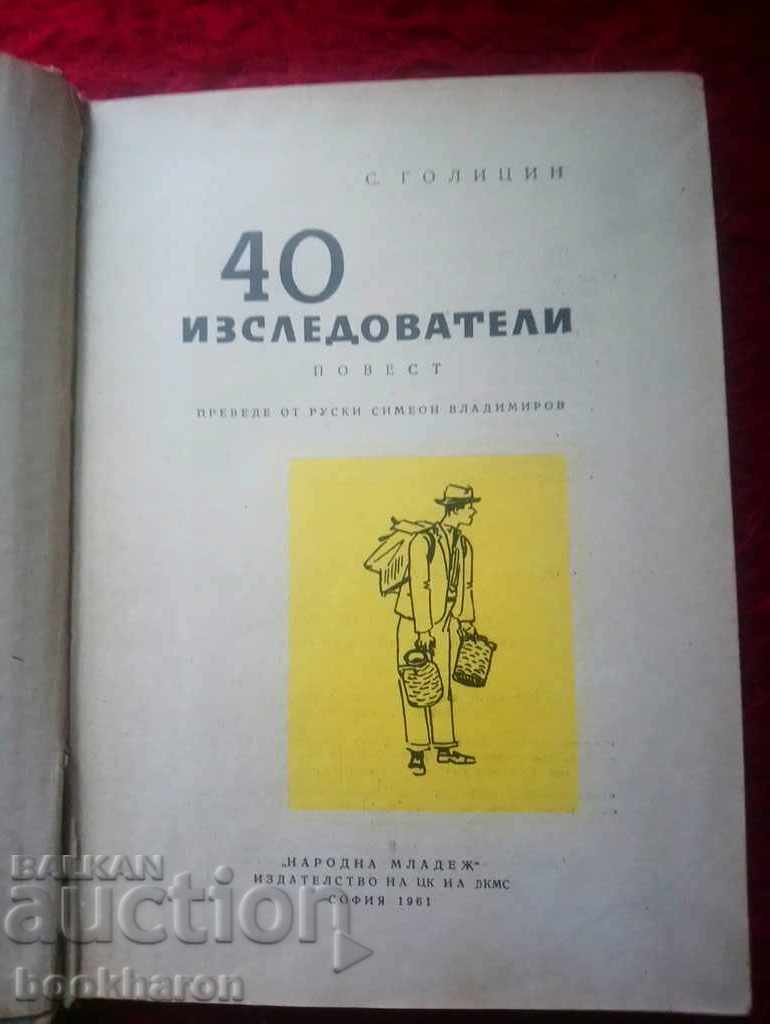 С. ГОЛИЦИН
40
ИЗСЛЕДОВАТЕЛИ
ПОВЕСТ
ПРЕВЕДЕ ОТ РУСКИ СИМЕОН ВЛАДИМИРОВ
„НАРОДНА МЛАДЕЖ“
ИЗДАТЕЛСТВО НА ЦК НА ДКМС
СОФИЯ 1961
BALKAN
auction
bookharon